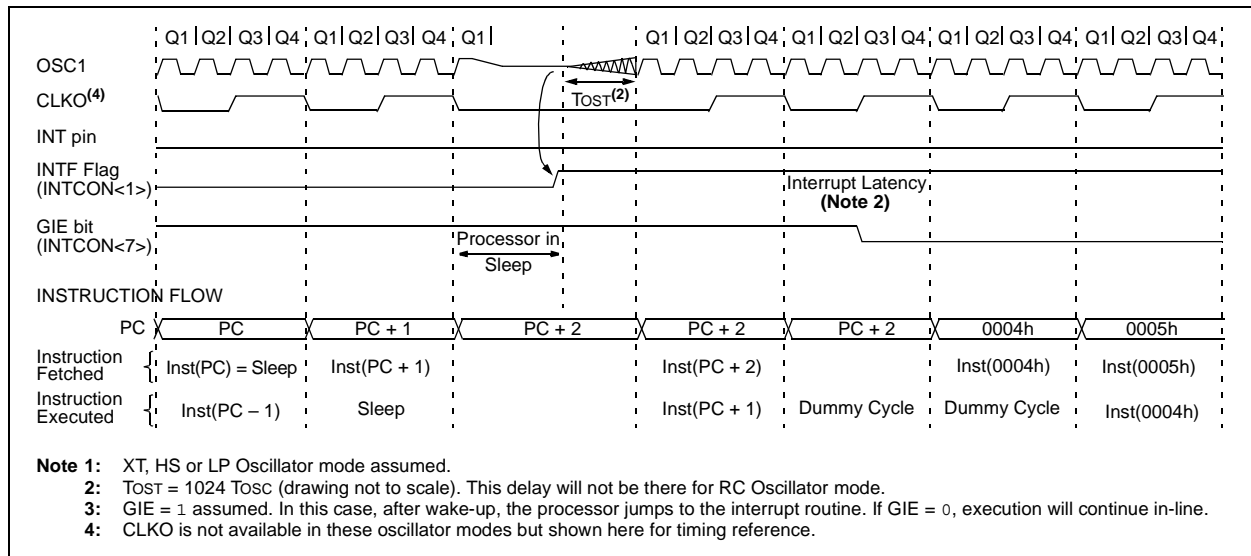 Q1 Q2 Q3 Q4 Q1 Q2 Q3 Q4 Q1 Q1 Q2 Q3 Q4 Q1 Q2 Q3 Q4 Q1 Q2 Q3 Q4 Q1 Q2 Q3 Q4
OSC1
TOST(2)
CLKO(4)
INT pin
INTF Flag
(INTCON<1>)
Interrupt Latency
(Note 2)
GIE bit
(INTCON<7>)
Processor in
Sleep
INSTRUCTION FLOW
PC PC PC + 1 PC + 2 PC + 2 PC + 2 0004h 0005h
Instruction
Fetched { Inst(PC) = Sleep Inst(PC + 1) Inst(PC + 2) Inst(0004h) Inst(0005h)
Instruction
Executed { Inst(PC – 1) Sleep Inst(PC + 1) Dummy Cycle Dummy Cycle Inst(0004h)
Note 1: XT, HS or LP Oscillator mode assumed.
2: TOST = 1024 TOSC (drawing not to scale). This delay will not be there for RC Oscillator mode.
3: GIE = 1 assumed. In this case, after wake-up, the processor jumps to the interrupt routine. If GIE = 0, execution will continue in-line.
4: CLKO is not available in these oscillator modes but shown here for timing reference.